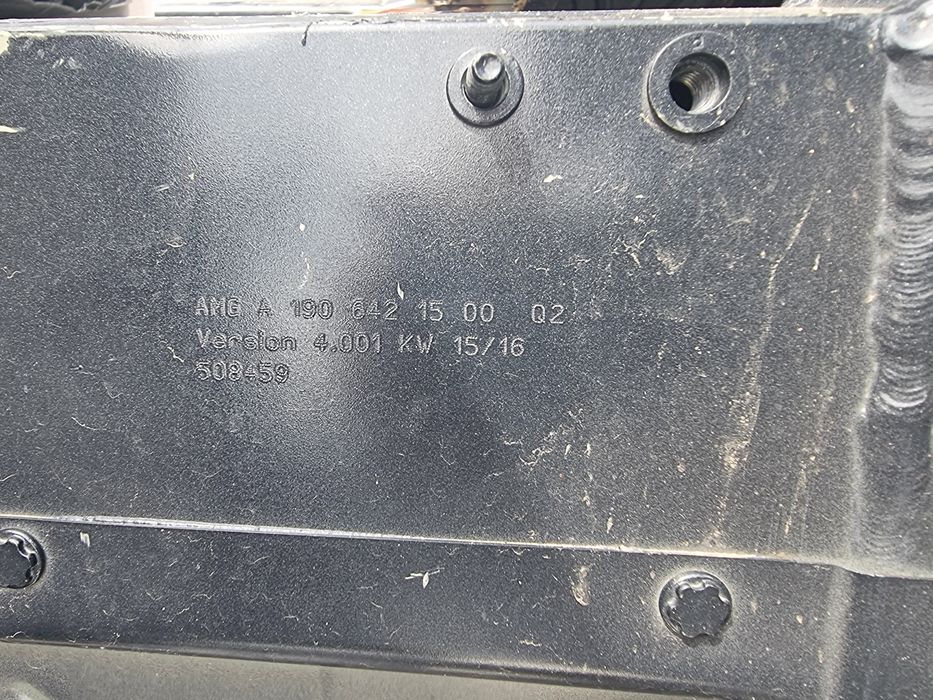 AMG A 190 642 15 00 Q2
Version 4.001 KW 15/16
508459